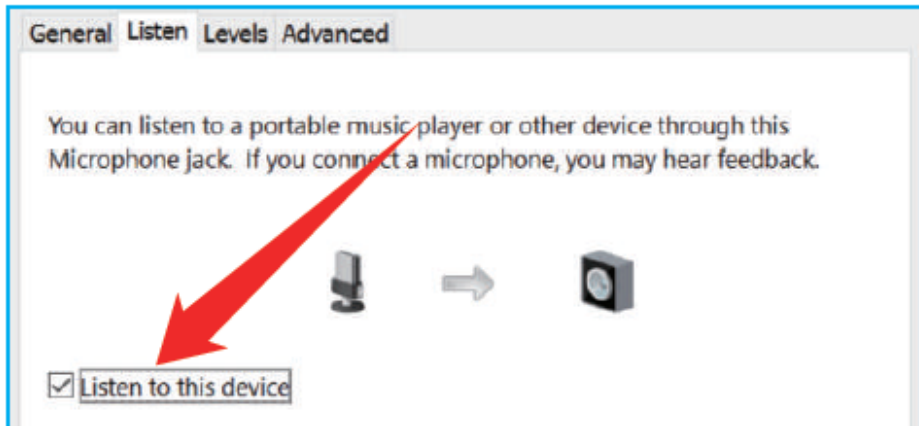 General Listen Levels Advanced
You can listen to a portable music player or other device through this
Microphone jack. If you connect a microphone, you may hear feedback.
Listen to this device